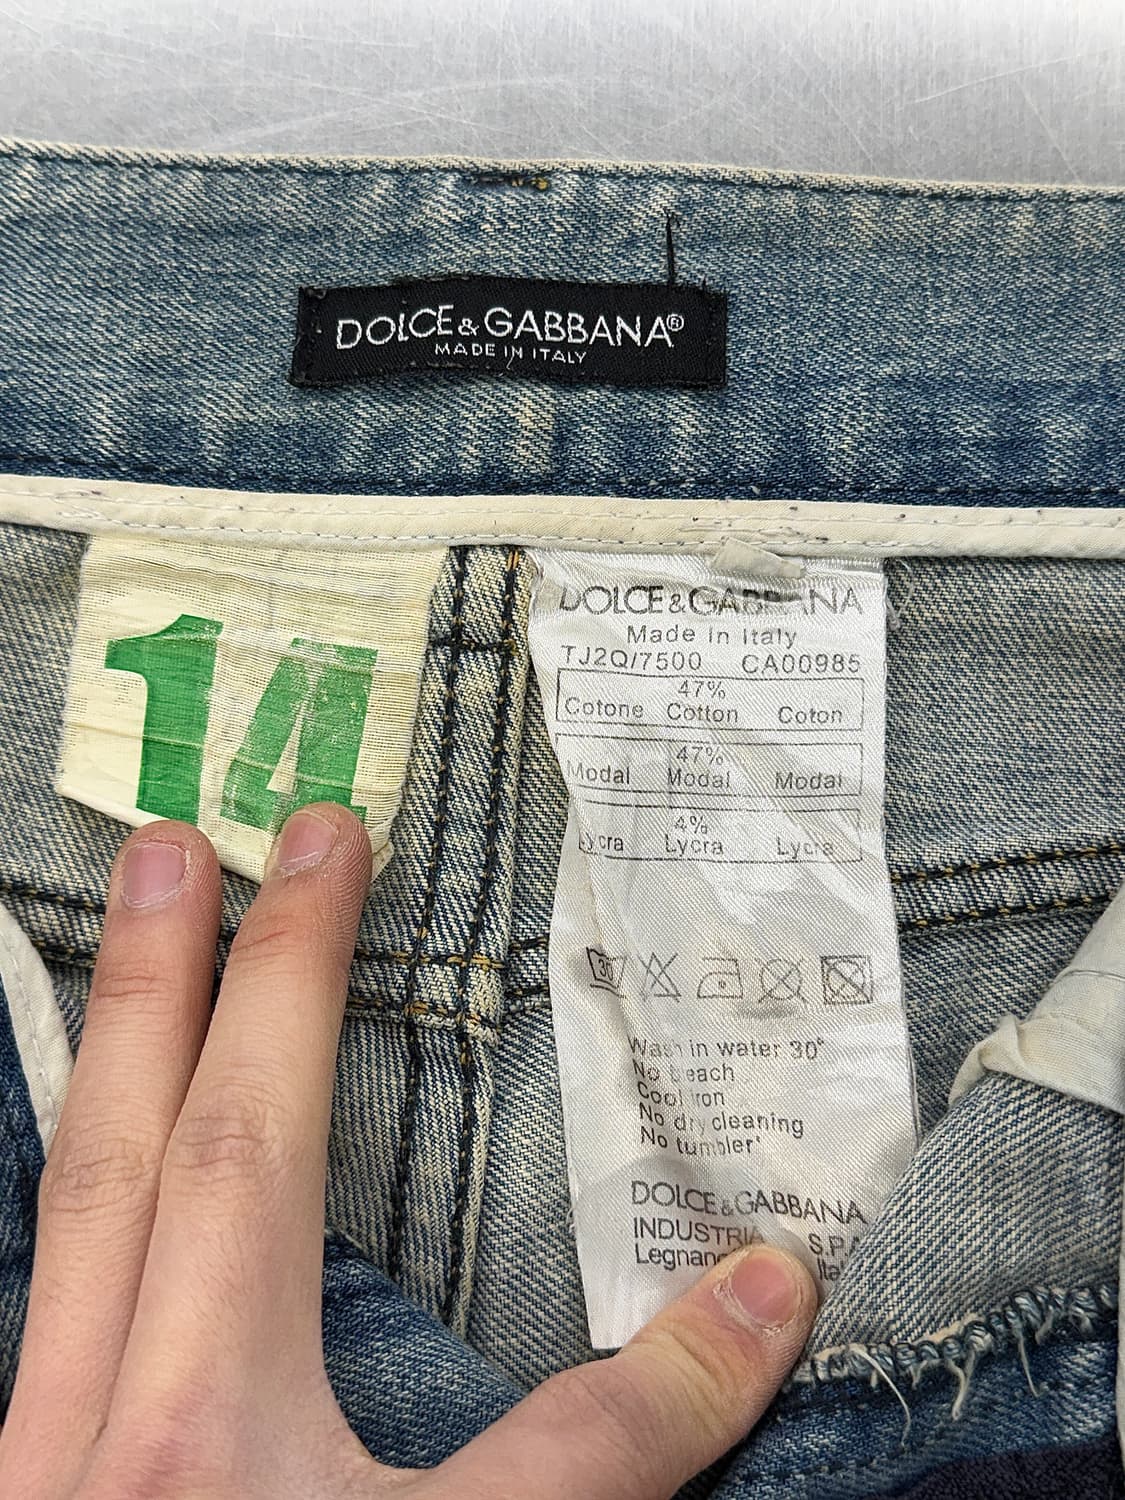 DOLCE & GABBANA®
MADE IN ITALY
14
DOLCE & GABBANA
Made In Italy
TJ2Q/7500 CA00985
47%
Cotone Cotton Coton
47%
Modal Modal Modal
4%
Lycra Lycra Lycra
30
Wash in water 30°
No bleach
Cool iron
No dry cleaning
No tumbler
DOLCE & GABBANA
INDUSTRIA S.P.A
Legnano